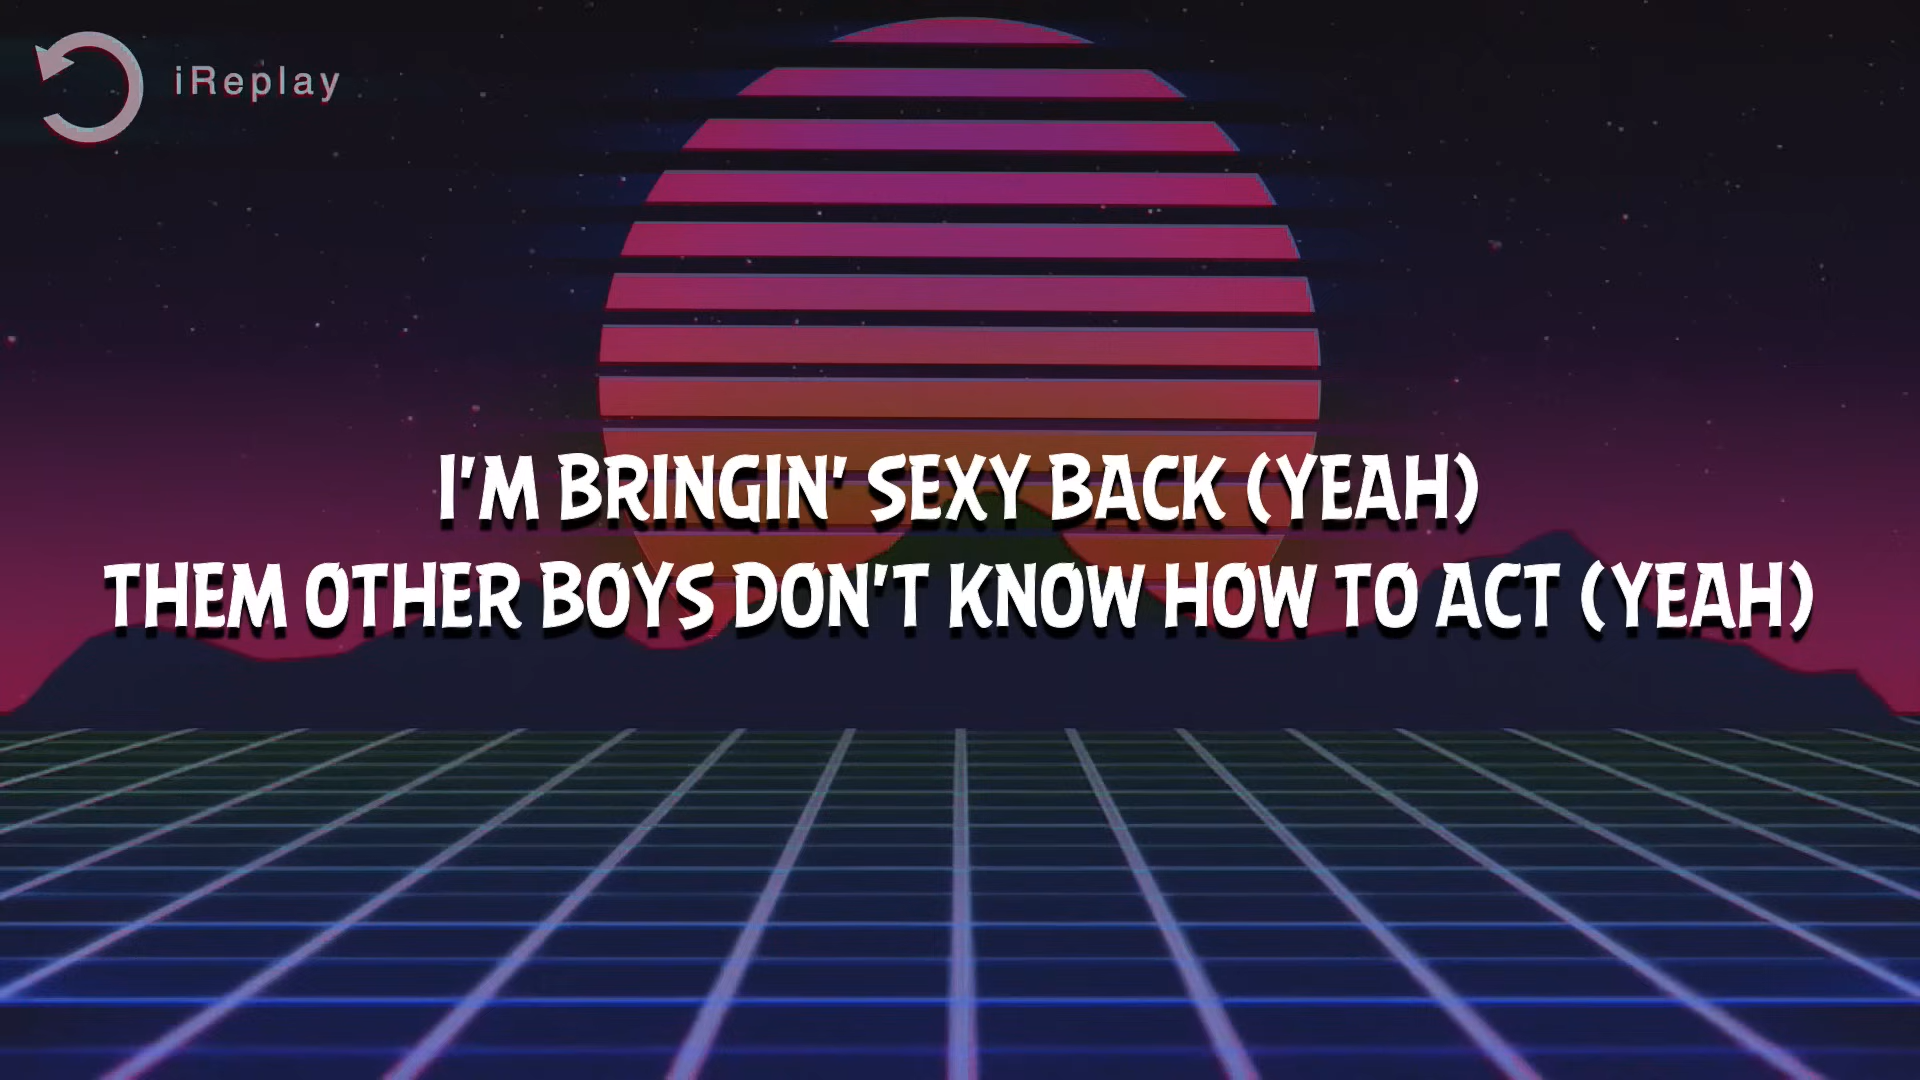 iReplay
I'M BRINGIN' SEXY BACK (YEAH)
THEM OTHER BOYS DON'T KNOW HOW TO ACT (YEAH)